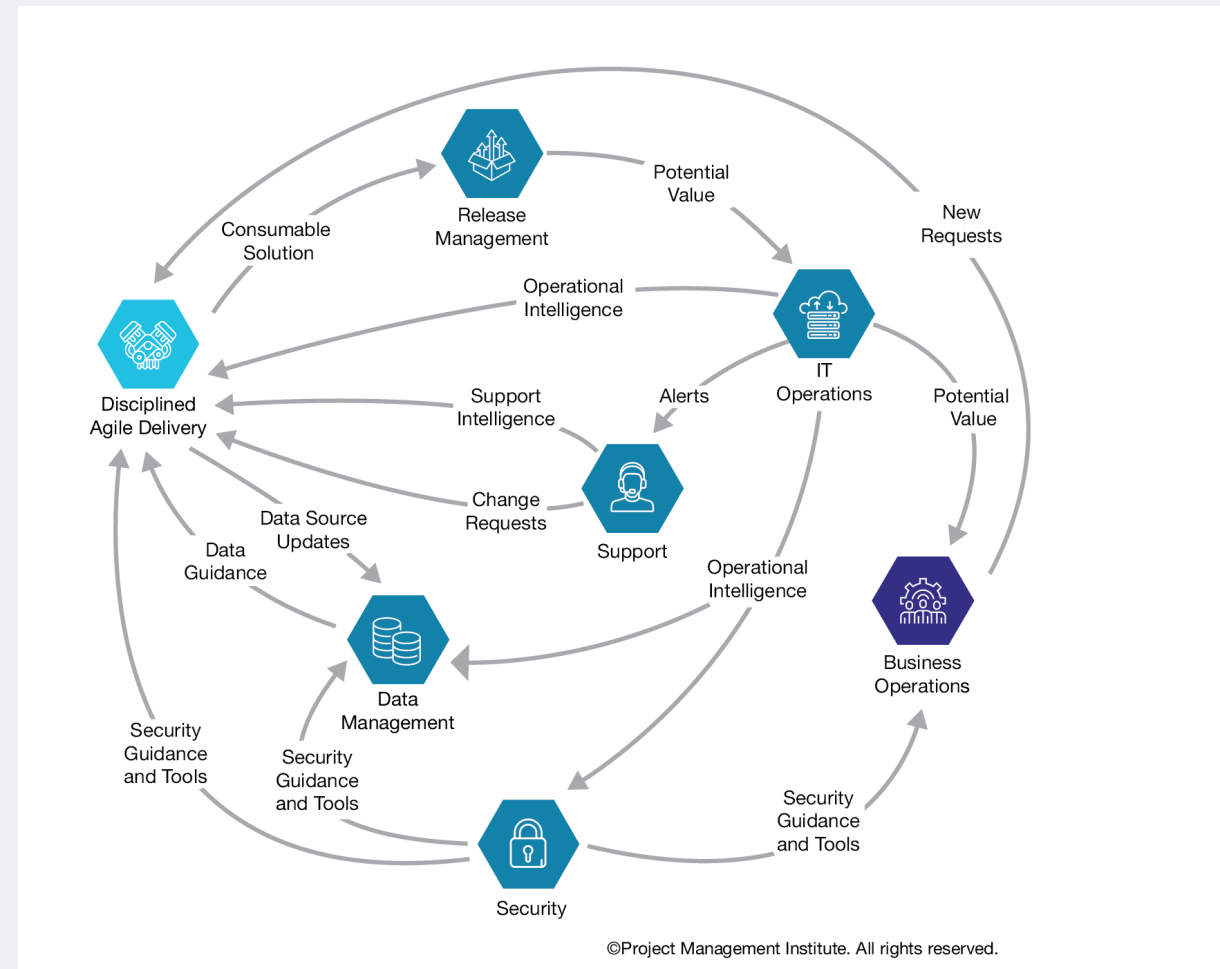 Potential
Value
Release
Management
New
Requests
Consumable
Solution
Operational
Intelligence
IT
Operations
Disciplined
Agile Delivery
Support
Intelligence
Alerts
Potential
Value
Change
Requests
Data Source
Updates
Data
Guidance
Support
Operational
Intelligence
Business
Operations
Data
Management
Security
Guidance
and Tools
Security
Guidance
and Tools
Security
Guidance
and Tools
Security
©Project Management Institute. All rights reserved.